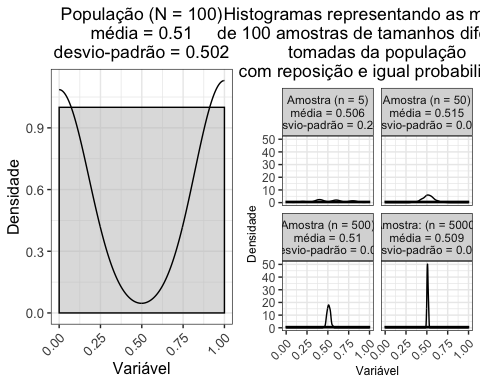 População (N = 100)
média = 0.51
desvio-padrão = 0.502
Densidade
0.9
0.6
0.3
0.0
0.00 0.25 0.50 0.75 1.00
Variável
Histogramas representando as m
de 100 amostras de tamanhos dif
tomadas da população
com reposição e igual probabili
Densidade
Amostra (n = 5)
média = 0.506
svio-padrão = 0.2
Amostra (n = 50)
média = 0.515
svio-padrão = 0.0
50
40
30
20
10
0
Amostra (n = 500)
média = 0.51
svio-padrão = 0.0
mostra: (n = 5000
média = 0.509
svio-padrão = 0.0
50
40
30
20
10
0
0.00 0.25 0.50 0.75 1.00
0.00 0.25 0.50 0.75 1.00
Variável